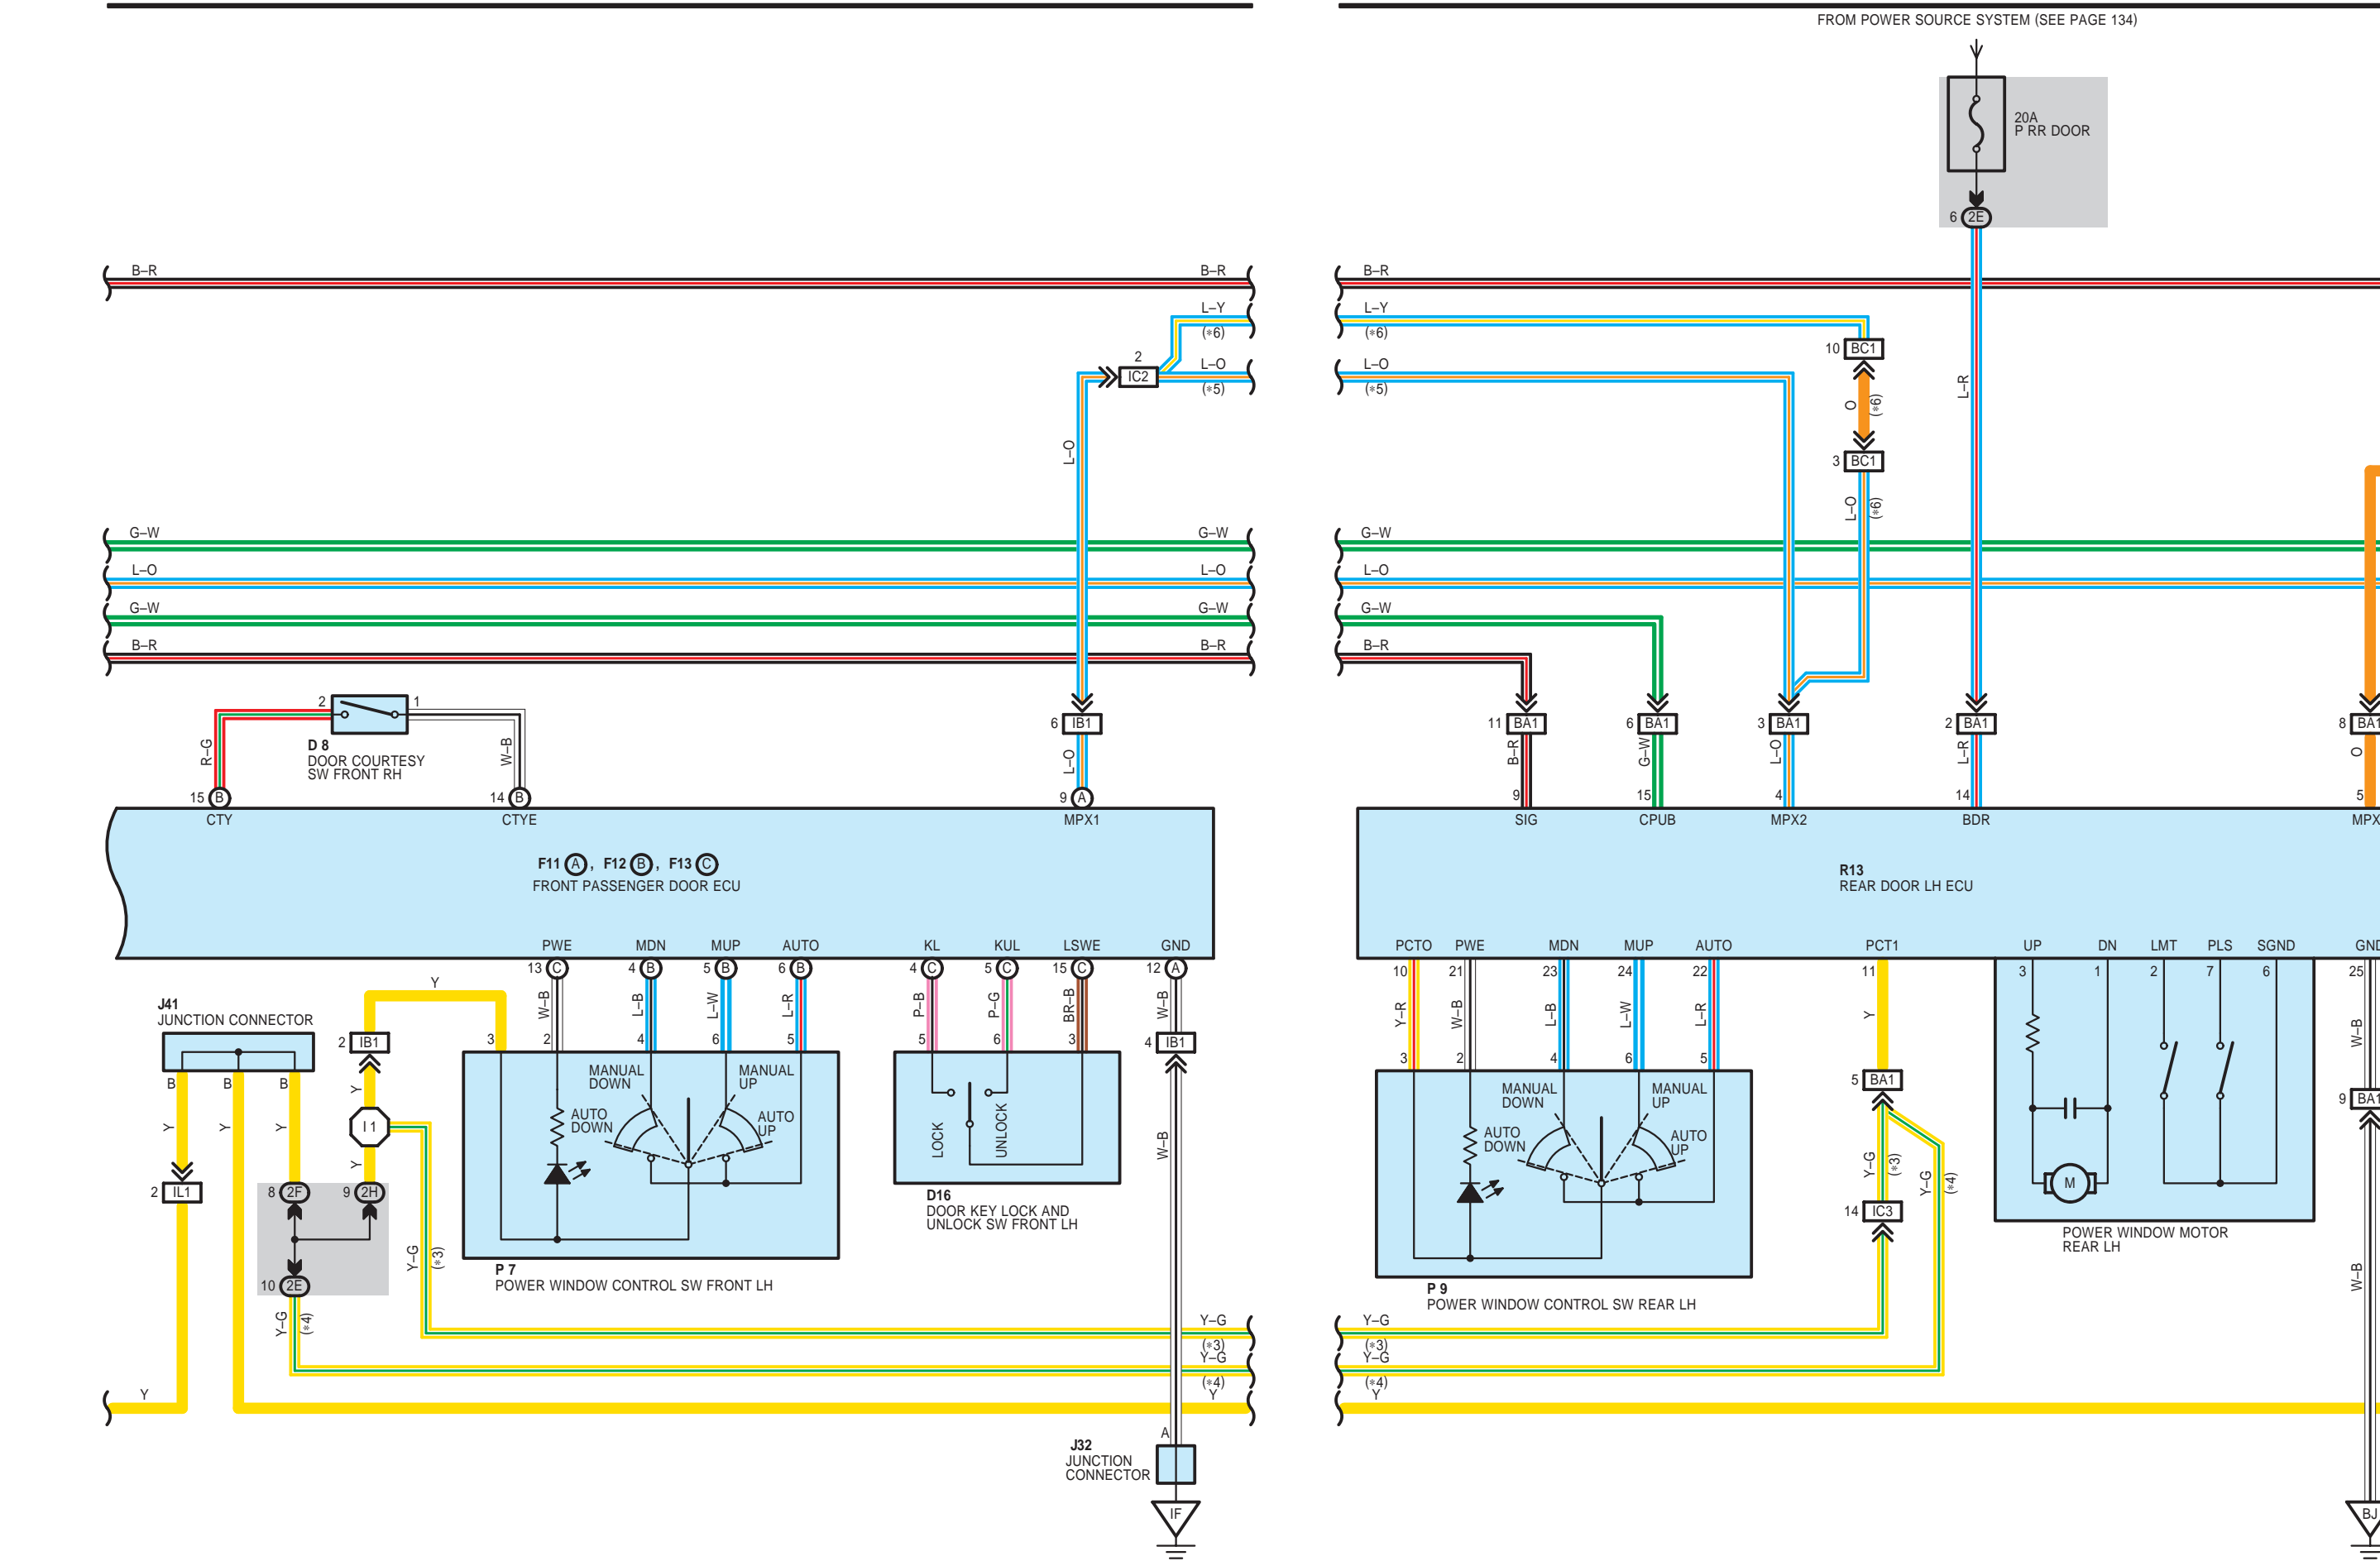 FROM POWER SOURCE SYSTEM (SEE PAGE 134)
20A
P RR DOOR
6 2E
B–R B–R B–R
L–Y L–Y
(∗6) (∗6)
10 BC1
2
IC2
L–O L–O
(∗5) (∗5)
O (∗6)
L–R
L–O
3 BC1
L–O (∗6)
G–W G–W G–W
L–O L–O L–O
G–W G–W G–W
B–R B–R B–R
2 1
D 8
DOOR COURTESY
SW FRONT RH
R–G W–B
6 IB1
L–O
11 BA1 6 BA1 3 BA1 2 BA1 8 BA1
B–R G–W L–O L–R O
15 B 14 B 9 A
9 15 4 14 5
CTY CTYE MPX1
SIG CPUB MPX2 BDR MPX
F11 A , F12 B , F13 C
FRONT PASSENGER DOOR ECU
R13
REAR DOOR LH ECU
PWE MDN MUP AUTO KL KUL LSWE GND
PCTO PWE MDN MUP AUTO PCT1 UP DN LMT PLS SGND GND
13 C 4 B 5 B 6 B 4 C 5 C 15 C 12 A
10 21 23 24 22 11 3 1 2 7 6 25
Y
W–B L–B L–W L–R P–B P–G BR–B W–B
Y–R W–B L–B L–W L–R Y W–B
J41
JUNCTION CONNECTOR
2 IB1
3 2 4 6 5 5 6 3
4 IB1
3 2 4 6 5
5 BA1
9 BA1
B B B
Y Y Y Y
I 1
Y
MANUAL
DOWN
MANUAL
UP
AUTO
DOWN
AUTO
UP
LOCK UNLOCK
W–B
MANUAL
DOWN
MANUAL
UP
AUTO
DOWN
AUTO
UP
Y–G (∗3)
Y–G (∗4)
M
2 IL1
8 2F
9 2H
D16
DOOR KEY LOCK AND
UNLOCK SW FRONT LH
14 IC3
POWER WINDOW MOTOR
REAR LH
10 2E
Y–G (∗3)
Y–G (∗4)
P 7
POWER WINDOW CONTROL SW FRONT LH
P 9
POWER WINDOW CONTROL SW REAR LH
W–B
Y–G Y–G
(∗3) (∗3)
Y–G Y–G
(∗4) (∗4)
Y Y Y
A
J32
JUNCTION
CONNECTOR
IF
BJ